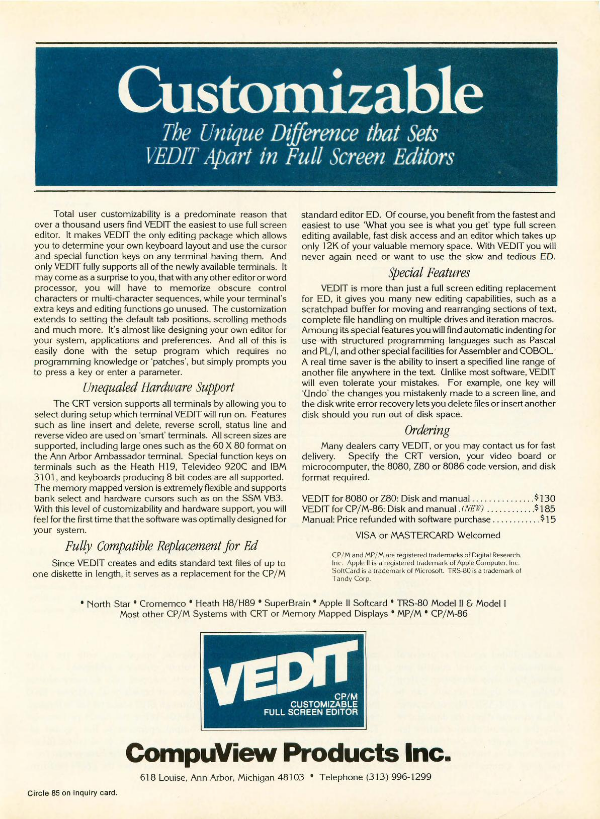 Customizable
The Unique Difference that Sets
VEDIT Apart in Full Screen Editors
Total user customizability is a predominate reason that
over a thousand users find VEDIT the easiest to use full screen
editor. It makes VEDIT the only editing package which allows
you to determine your own keyboard layout and use the cursor
and special function keys on any terminal having them. And
only VEDIT fully supports all of the newly available terminals. It
may come as a surprise to you, that with any other editor or word
processor, you will have to memorize obscure control
characters or multi-character sequences, while your terminal's
extra keys and editing functions go unused. The customization
extends to setting the default tab positions, scrolling methods
and much more. It's almost like designing your own editor for
your system, applications and preferences. And all of this is
easily done with the setup program which requires no
programming knowledge or 'patches', but simply prompts you
to press a key or enter a parameter.
Unequaled Hardware Support
The CRT version supports all terminals by allowing you to
select during setup which terminal VEDIT will run on. Features
such as line insert and delete, reverse scroll, status line and
reverse video are used on 'smart' terminals. All screen sizes are
supported, including large ones such as the 60 X 80 format on
the Ann Arbor Ambassador terminal. Special function keys on
terminals such as the Heath H19, Televideo 920C and IBM
3101, and keyboards producing 8 bit codes are all supported.
The memory mapped version is extremely flexible and supports
bank select and hardware cursors such as on the SSM VB3.
With this level of customizability and hardware support, you will
feel for the first time that the software was optimally designed for
your system.
Fully Compatible Replacement for Ed
Since VEDIT creates and edits standard text files of up to
one diskette in length, it serves as a replacement for the CP/M
standard editor ED. Of course, you benefit from the fastest and
easiest to use 'What you see is what you get' type full screen
editing available, fast disk access and an editor which takes up
only 12K of your valuable memory space. With VEDIT you will
never again need or want to use the slow and tedious ED.
Special Features
VEDIT is more than just a full screen editing replacement
for ED, it gives you many new editing capabilities, such as a
scratchpad buffer for moving and rearranging sections of text,
complete file handling on multiple drives and iteration macros.
Amoung its special features you will find automatic indenting for
use with structured programming languages such as Pascal
and PL/I, and other special facilities for Assembler and COBOL.
A real time saver is the ability to insert a specified line range of
another file anywhere in the text. Unlike most software, VEDIT
will even tolerate your mistakes. For example, one key will
'Undo' the changes you mistakenly made to a screen line, and
the disk write error recovery lets you delete files or insert another
disk should you run out of disk space.
Ordering
Many dealers carry VEDIT, or you may contact us for fast
delivery. Specify the CRT version, your video board or
microcomputer, the 8080, Z80 or 8086 code version, and disk
format required.
VEDIT for 8080 or Z80: Disk and manual ............... $130
VEDIT for CP/M-86: Disk and manual .(NEW) ............ $185
Manual: Price refunded with software purchase ............ $15
VISA or MASTERCARD Welcomed
CP/M and MP/M are registered trademarks of Digital Research,
Inc. Apple II is a registered trademark of Apple Computer, Inc.
SoftCard is a trademark of Microsoft. TRS-80 is a trademark of
Tandy Corp.
• North Star • Cromemco • Heath H8/H89 • SuperBrain • Apple II Softcard • TRS-80 Model II & Model I
Most other CP/M Systems with CRT or Memory Mapped Displays • MP/M • CP/M-86
VEDIT
CP/M
CUSTOMIZABLE
FULL SCREEN EDITOR
CompuView Products Inc.
618 Louise, Ann Arbor, Michigan 48103 • Telephone (313) 996-1299
Circle 85 on inquiry card.